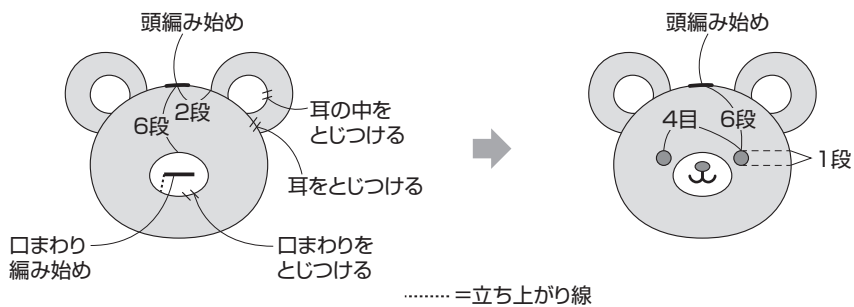 頭編み始め
2段
6段
耳の中を
とじつける
耳をとじつける
口まわり
編み始め
口まわりを
とじつける
頭編み始め
4目
6段
1段
=立ち上がり線